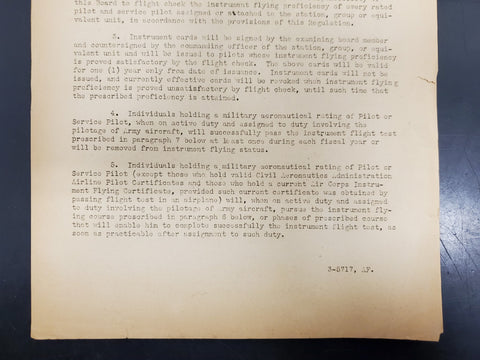 this Board to flight check the instrument flying proficiency of every rated
pilot and service pilot assigned or attached to the station, group or equi-
valent unit, in accordance with the provisions of this Regulation.
3. Instrument cards will be signed by the examining board member
and countersigned by the commanding officer of the station, group, or equi-
valent unit and will be issued to pilots whose instrument flying proficiency
is proved satisfactory by the flight check. The above cards will be valid
for one (1) year only from date of issuance. Instrument cards will not be
issued, and currently effective cards will be revoked when instrument flying
proficiency is proved unsatisfactory by flight check, until such time that
the prescribed proficiency is attained.
4. Individuals holding a military aeronautical rating of Pilot or
Service Pilot, when on active duty and assigned to duty involving the
pilotage of Army aircraft, will successfully pass the instrument flight test
prescribed in paragraph 7 below at least once during each fiscal year or
will be removed from instrument flying status.
5. Individuals holding a military aeronautical rating of Pilot or
Service Pilot (except those who hold valid Civil Aeronautics Administration
Airline Pilot Certificates and those who hold a current Air Corps Instru-
ment Flying Certificate, provided such current certificate was obtained by
passing flight test in an airplane) will, when on active duty and assigned
to duty involving the pilotage of Army aircraft, pursue the instrument fly-
ing course prescribed in paragraph 6 below, or phases of prescribed course
that will enable him to complete successfully the instrument flight test, as
soon as practicable after assignment to such duty.
3-5717, AF.